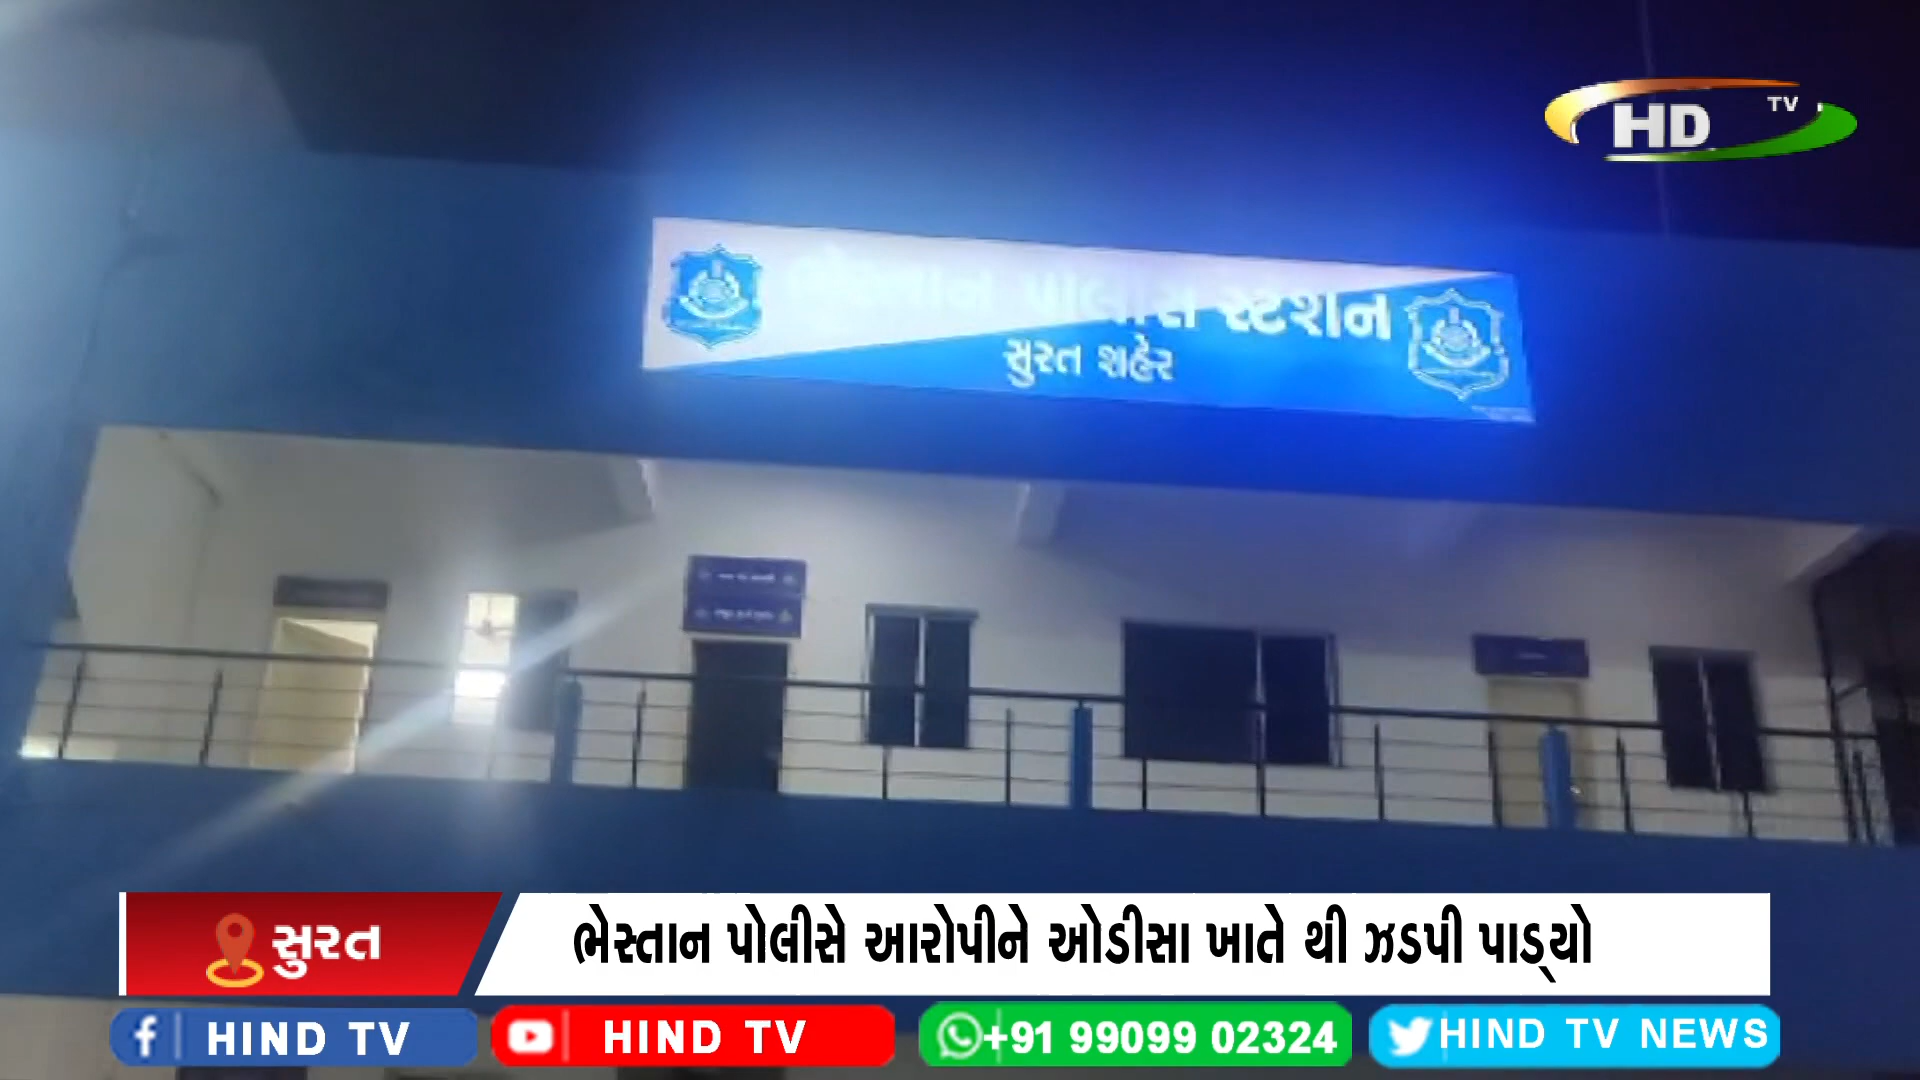 HD TV
ભેસ્તાન પોલીસ સ્ટેશન
સુરત શહેર
સુરત
ભેસ્તાન પોલીસે આરોપીને ઓડીસા ખાતે થી ઝડપી પાડ્યો
HIND TV
HIND TV
+91 99099 02324
HIND TV NEWS